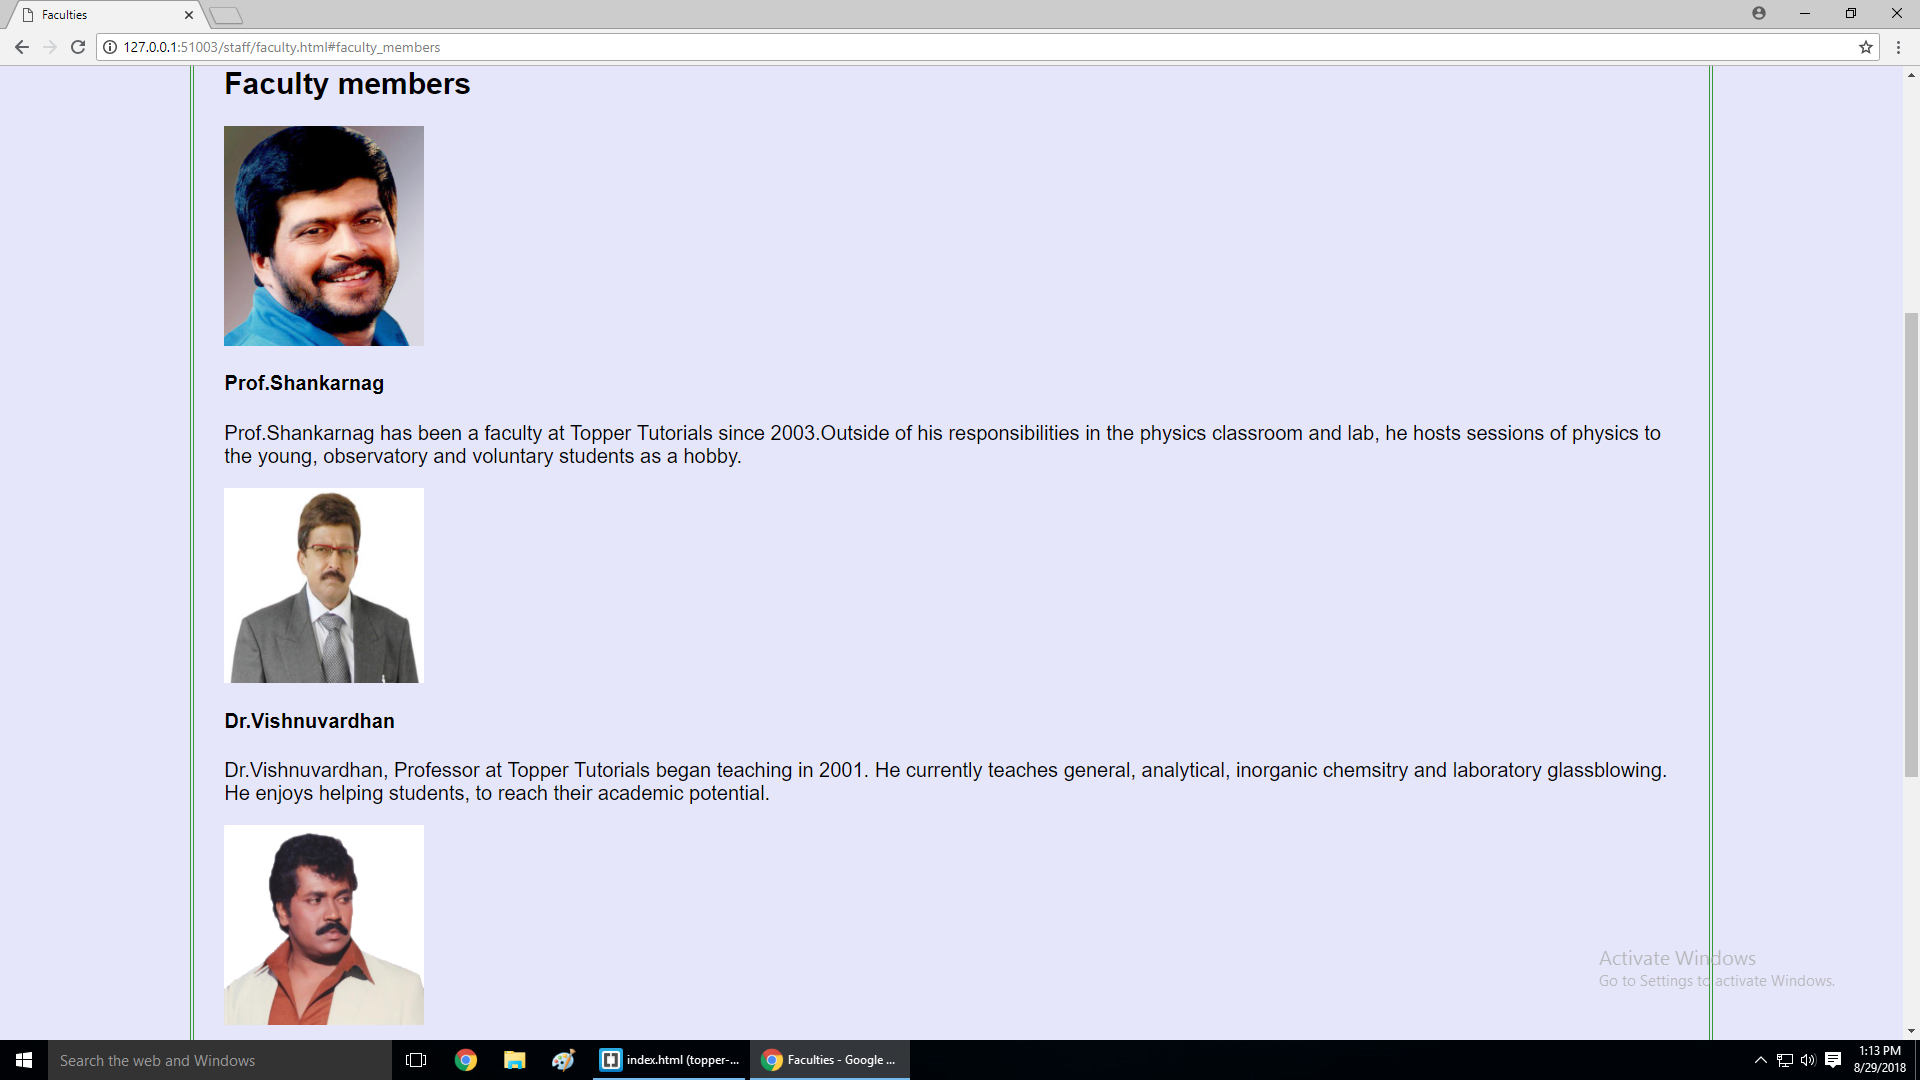 Faculties
127.0.0.1:51003/staff/faculty.html#faculty_members
Faculty members
Prof.Shankarnag
Prof.Shankarnag has been a faculty at Topper Tutorials since 2003.Outside of his responsibilities in the physics classroom and lab, he hosts sessions of physics to
the young, observatory and voluntary students as a hobby.
Dr.Vishnuvardhan
Dr.Vishnuvardhan, Professor at Topper Tutorials began teaching in 2001. He currently teaches general, analytical, inorganic chemsitry and laboratory glassblowing.
He enjoys helping students, to reach their academic potential.
Activate Windows
Go to Settings to activate Windows.
Search the web and Windows
index.html (topper-...
Faculties - Google ...
1:13 PM
8/29/2018